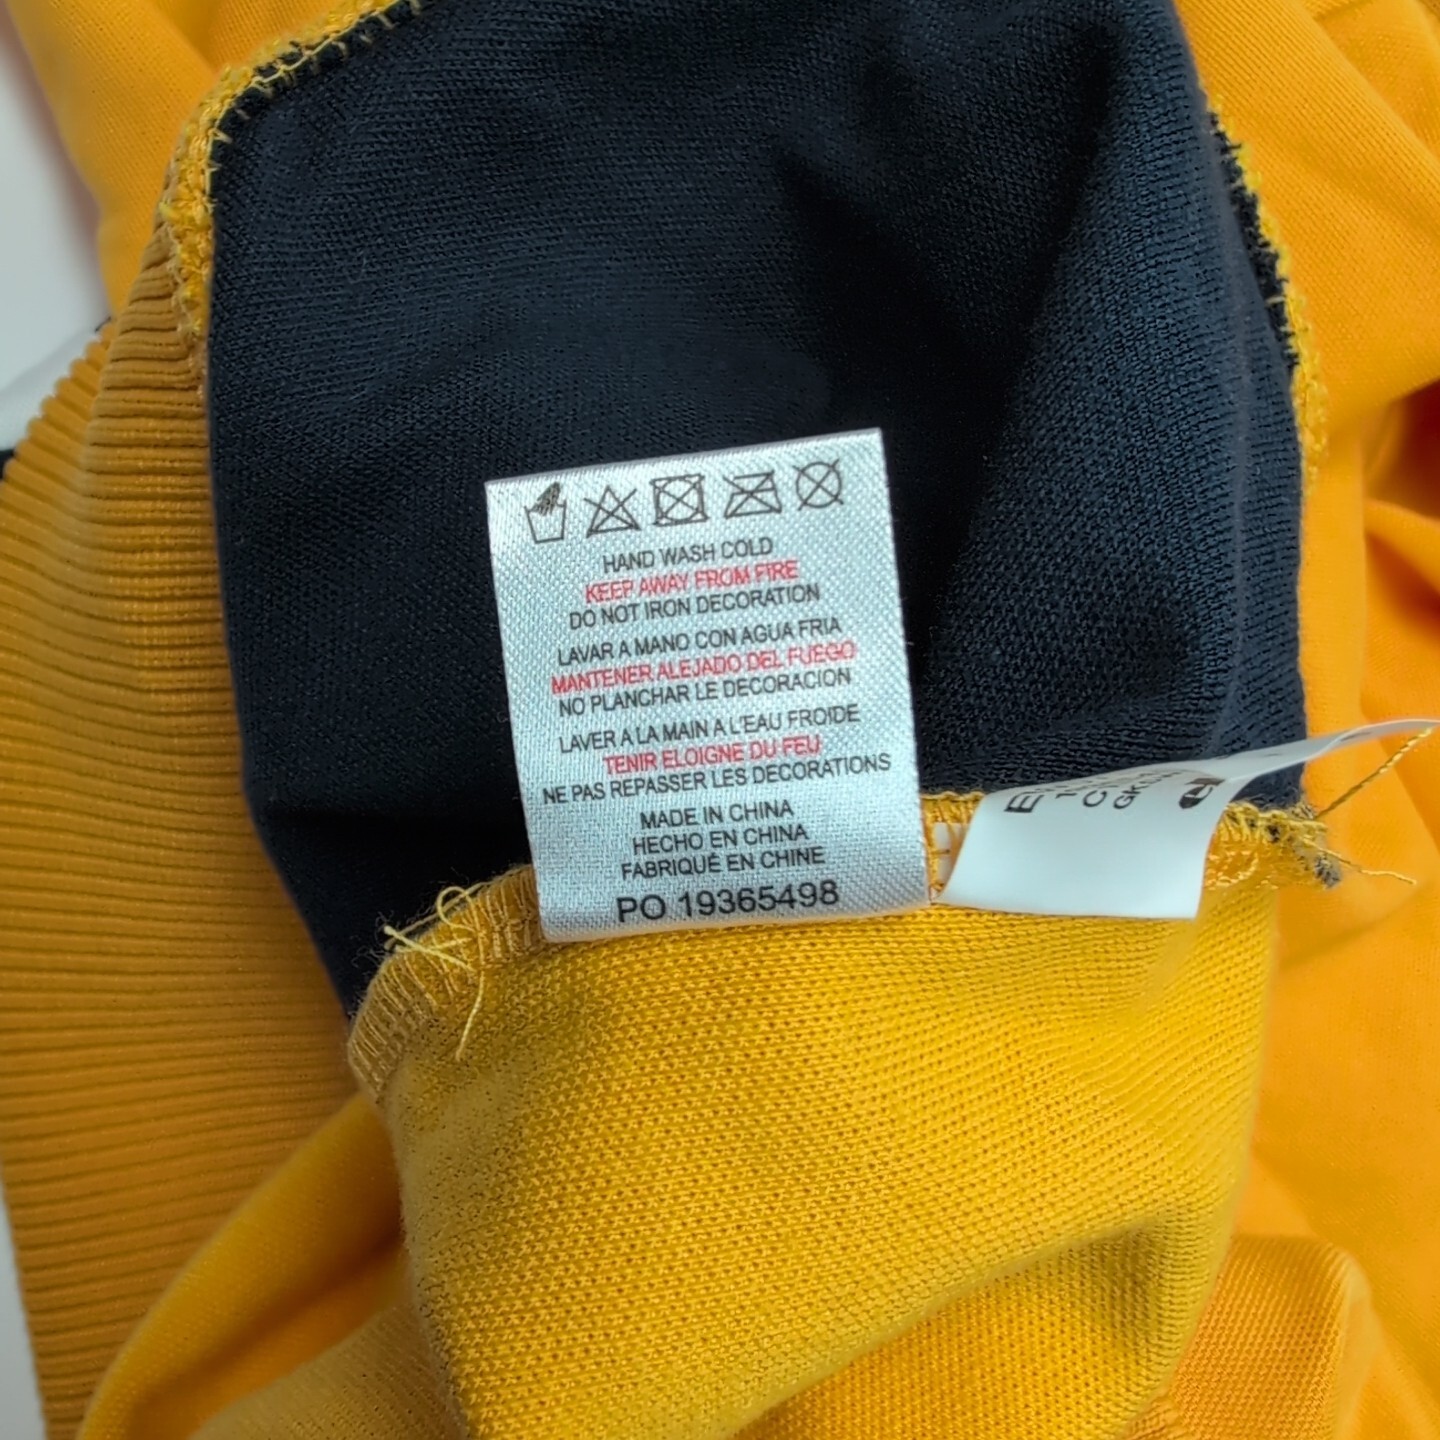 HAND WASH COLD
KEEP AWAY FROM FIRE
DO NOT IRON DECORATION
LAVAR A MANO CON AGUA FRIA
MANTENER ALEJADO DEL FUEGO
NO PLANCHAR LE DECORACION
LAVER A LA MAIN A L'EAU FROIDE
TENIR ELOIGNE DU FEU
NE PAS REPASSER LES DECORATIONS
MADE IN CHINA
HECHO EN CHINA
FABRIQUÉ EN CHINE
PO 19365498